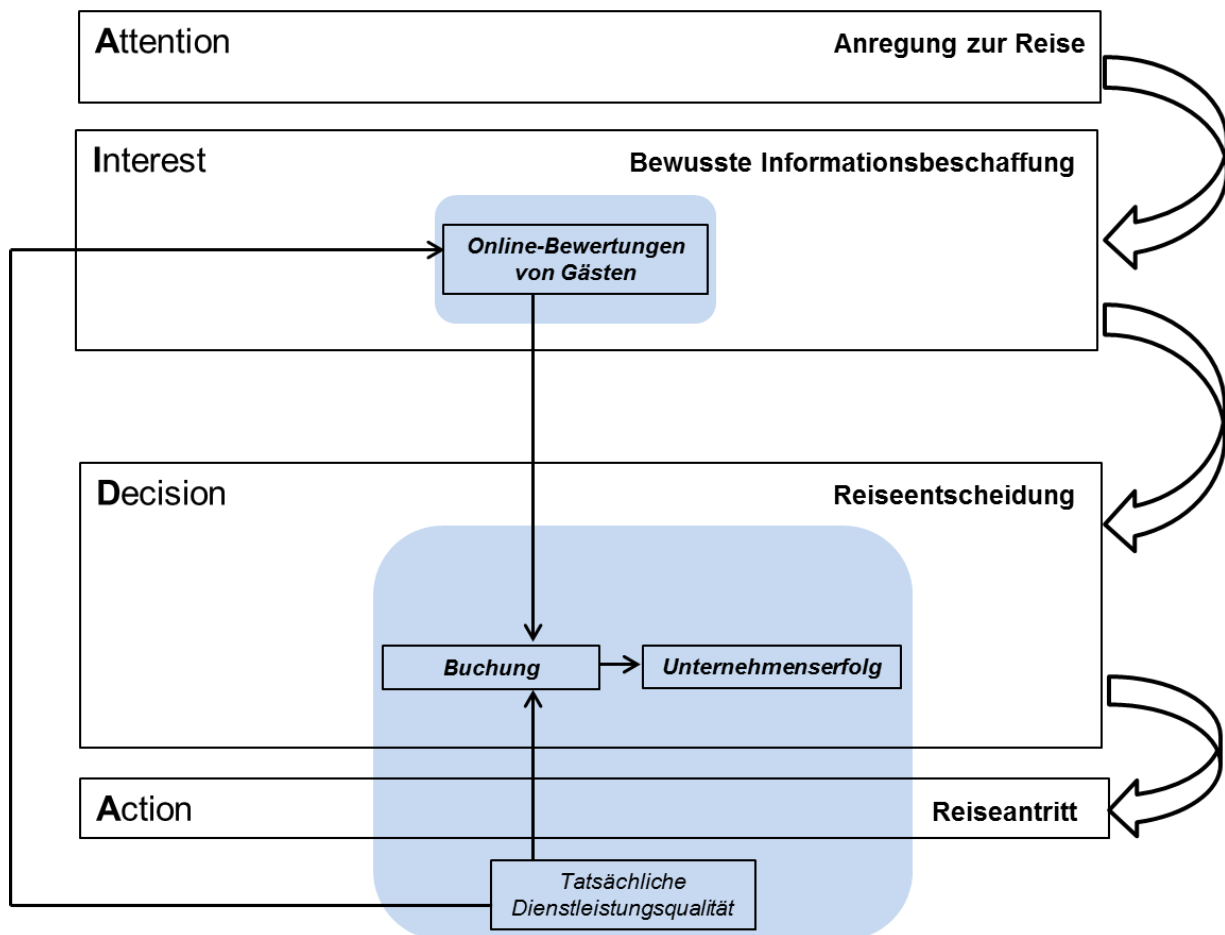 Attention
Anregung zur Reise
Interest
Bewusste Informationsbeschaffung
Online-Bewertungen
von Gästen
Decision
Reiseentscheidung
Buchung
Unternehmenserfolg
Action
Reiseantritt
Tatsächliche
Dienstleistungsqualität